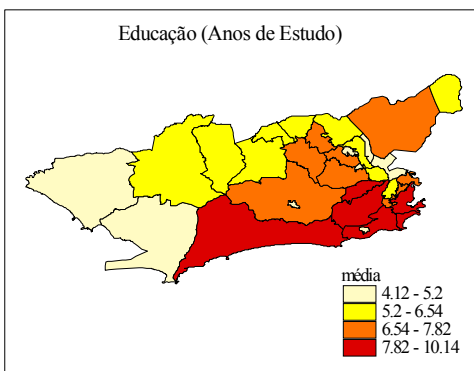 Educação (Anos de Estudo)
média
4.12 - 5.2
5.2 - 6.54
6.54 - 7.82
7.82 - 10.14